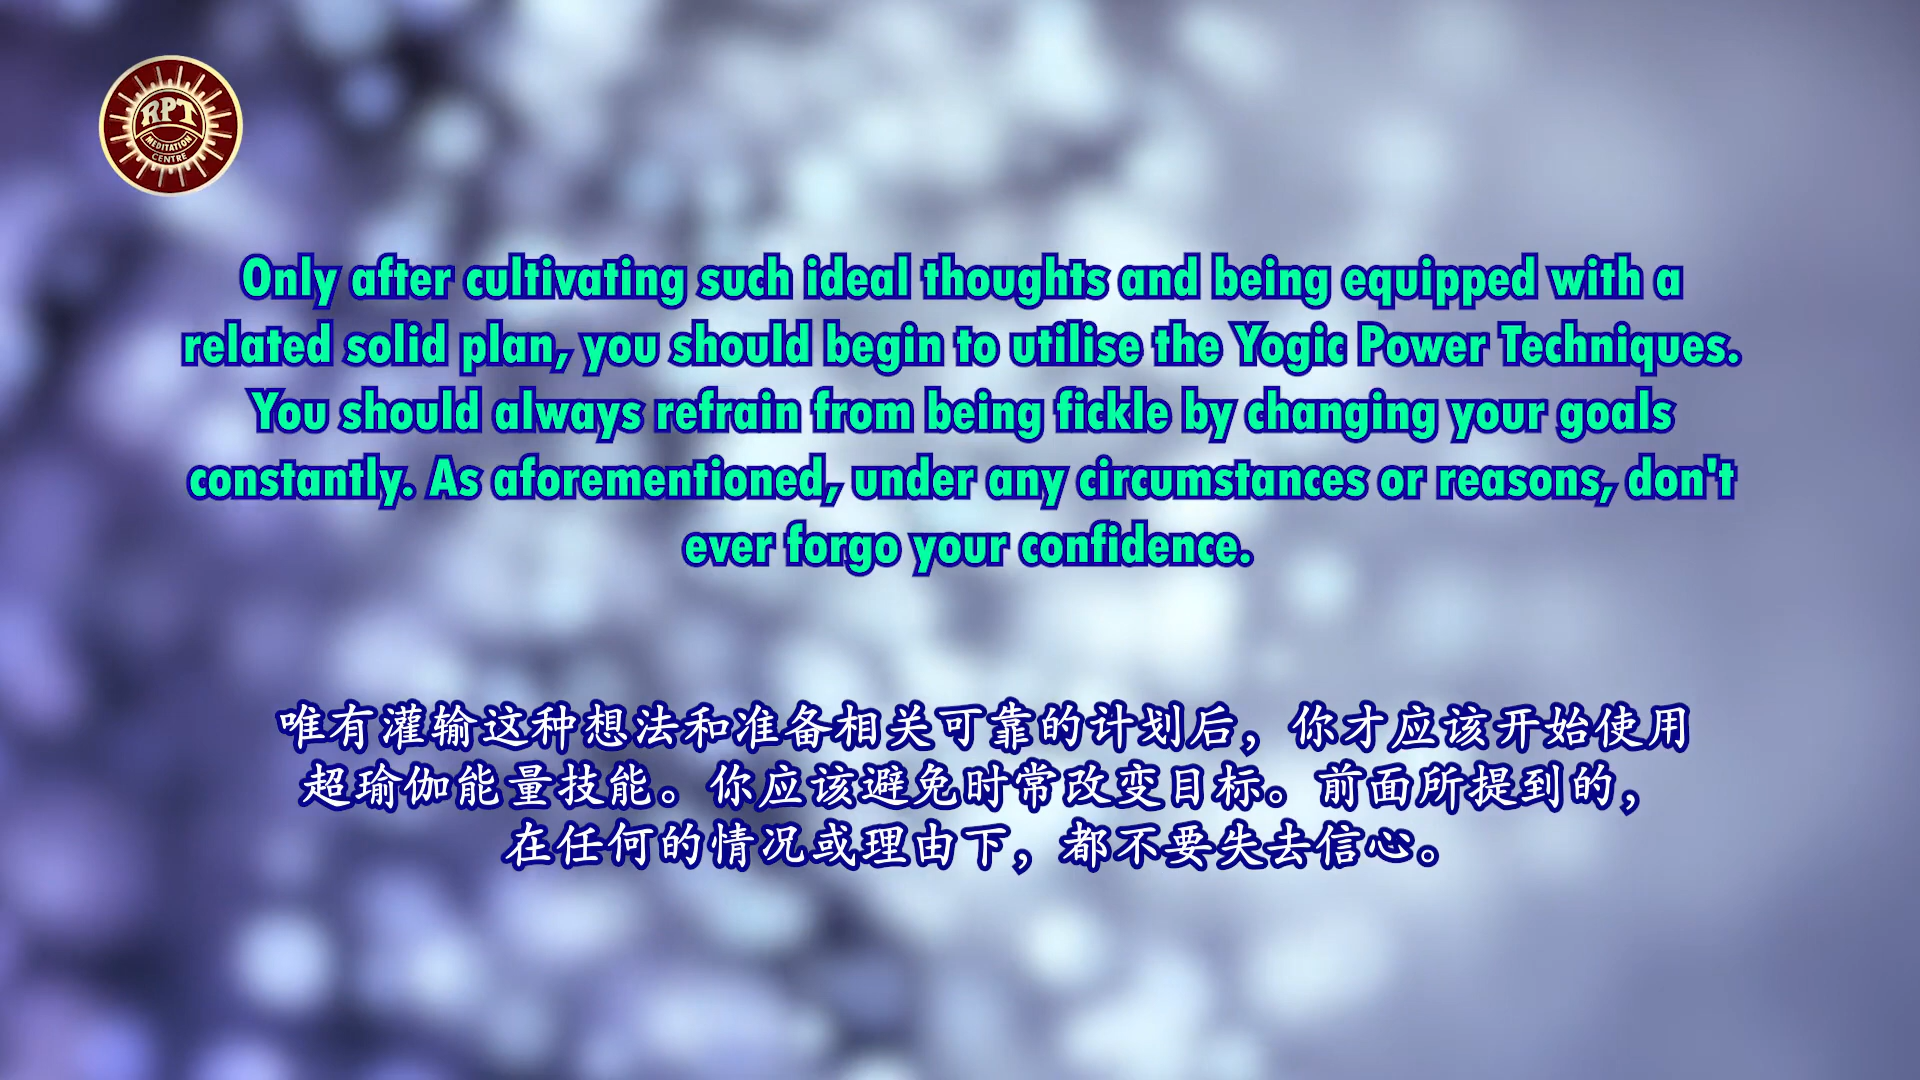 RPT
MEDITATION
CENTRE
Only after cultivating such ideal thoughts and being equipped with a
related solid plan, you should begin to utilise the Yogic Power Techniques.
You should always refrain from being fickle by changing your goals
constantly. As aforementioned, under any circumstances or reasons, don't
ever forgo your confidence.
唯有灌输这种想法和准备相关可靠的计划后，你才应该开始使用
超瑜伽能量技能。你应该避免时常改变目标。前面所提到的，
在任何的情况或理由下，都不要失去信心。